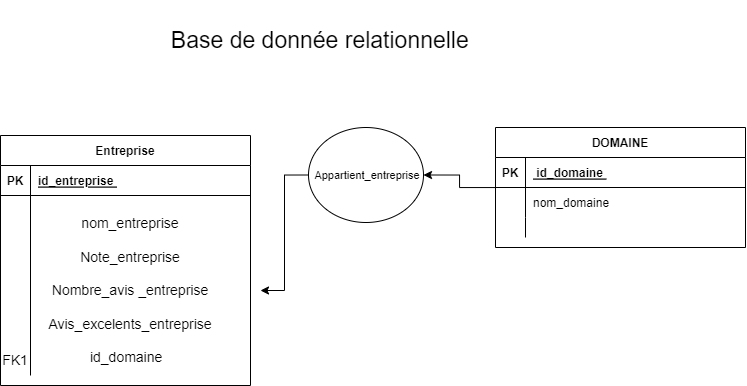 Base de donnée relationnelle
Entreprise
PK id_entreprise
nom_entreprise
Note_entreprise
Nombre_avis _entreprise
Avis_excelents_entreprise
FK1 id_domaine
Appartient_entreprise
DOMAINE
PK id_domaine
nom_domaine